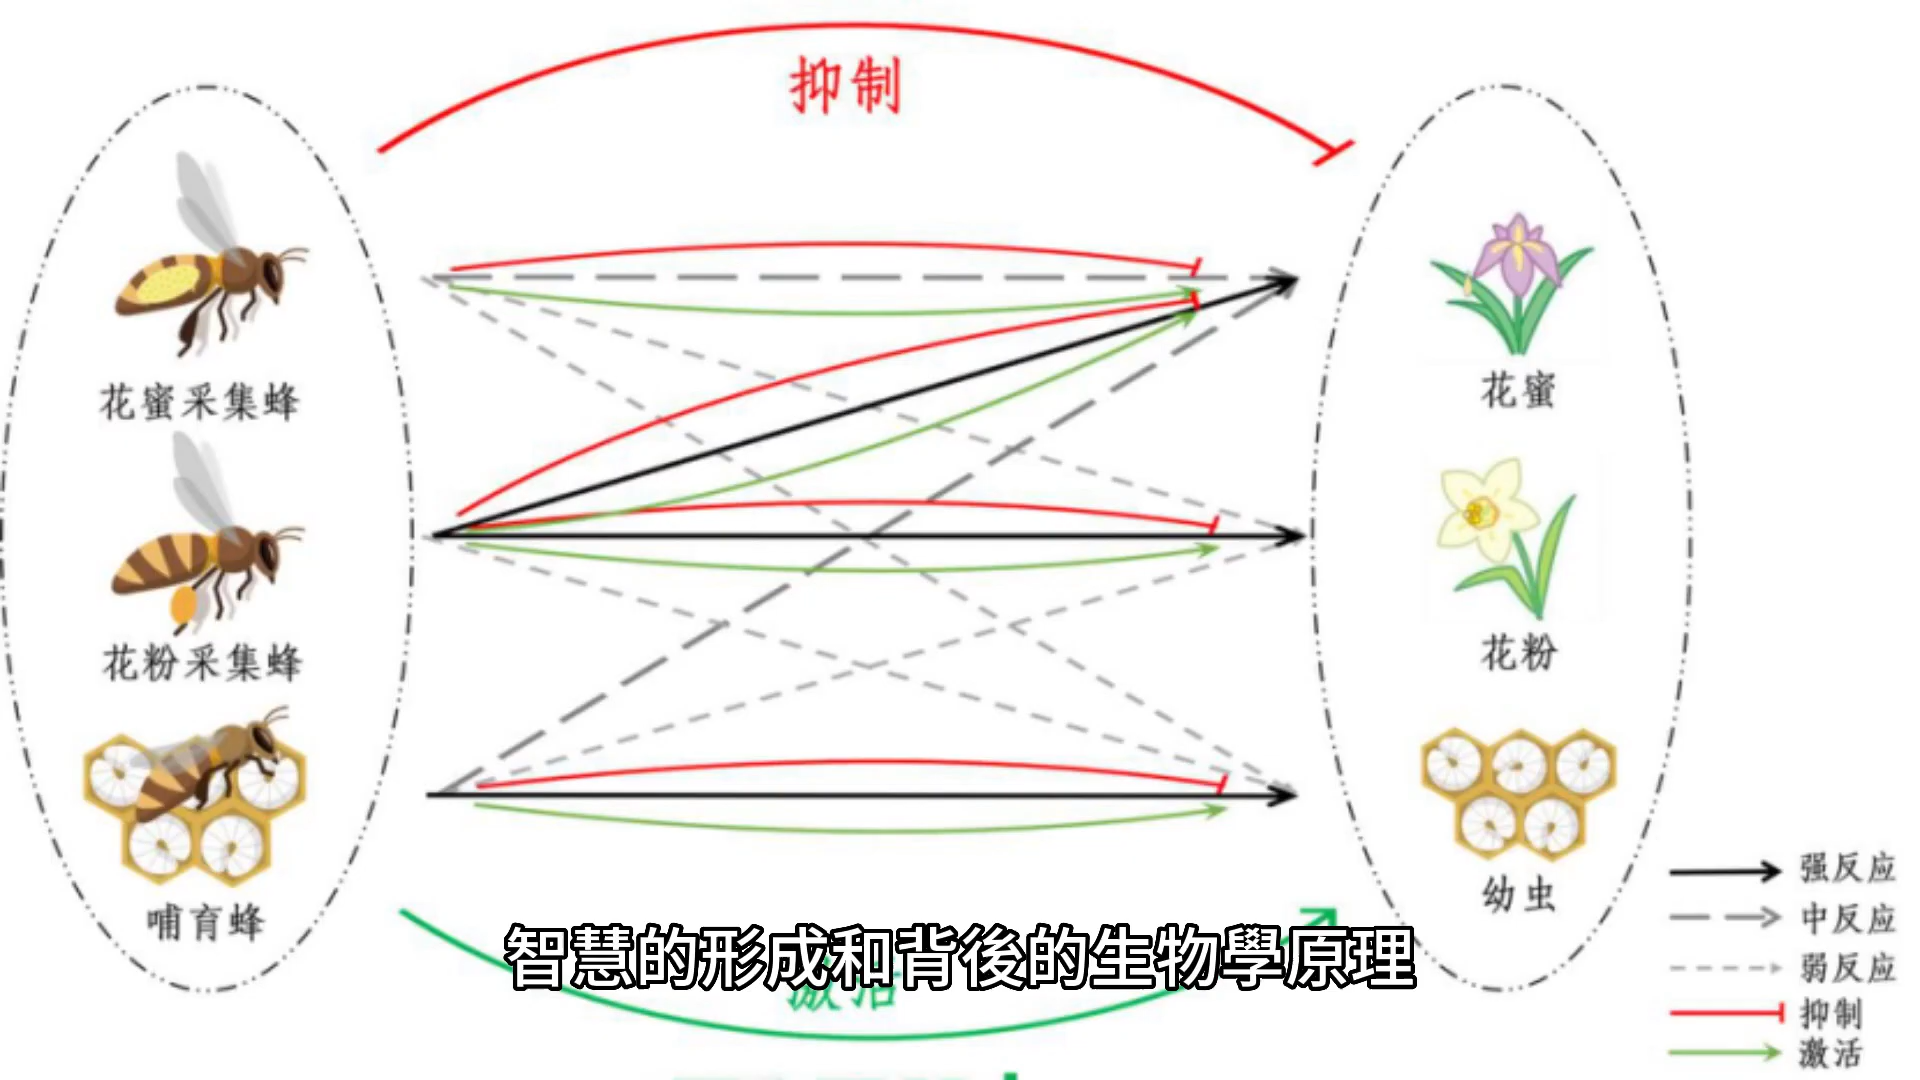 抑制
花蜜采集蜂
花蜜
花粉采集蜂
花粉
哺育蜂
幼虫
强反应
中反应
弱反应
抑制
激活
激活
智慧的形成和背後的生物學原理